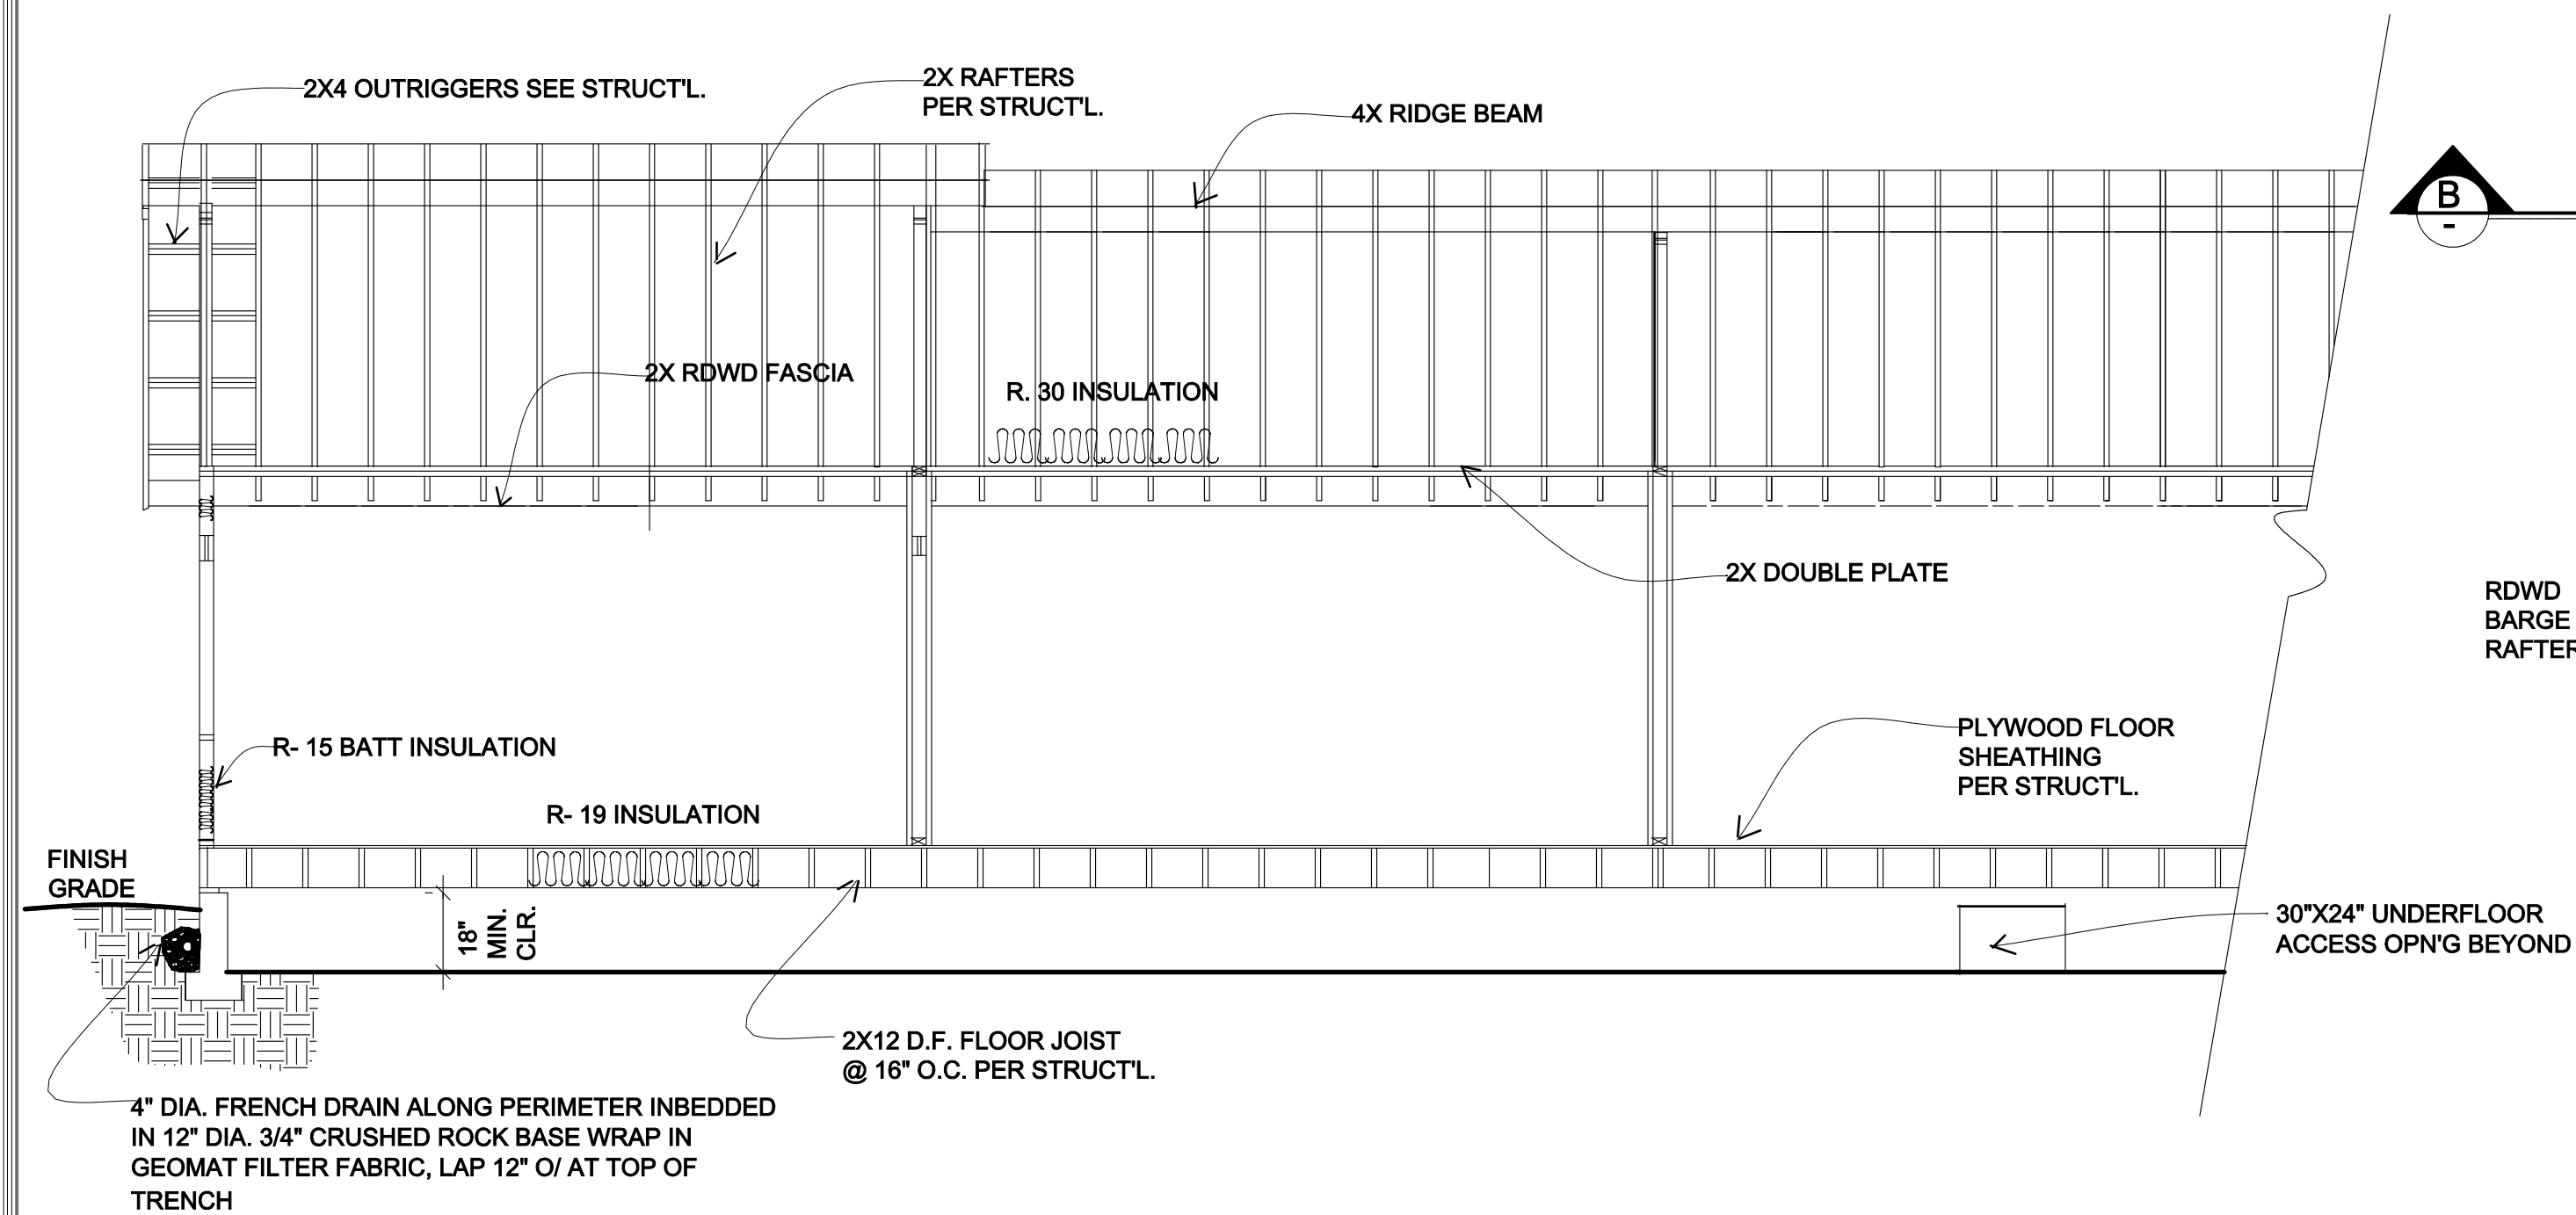 2X4 OUTRIGGERS SEE STRUCT'L.
2X RAFTERS
PER STRUCT'L.
4X RIDGE BEAM
B
-
2X RDWD FASCIA
R. 30 INSULATION
2X DOUBLE PLATE
RDWD
BARGE
RAFTER
R- 15 BATT INSULATION
R- 19 INSULATION
PLYWOOD FLOOR
SHEATHING
PER STRUCT'L.
FINISH
GRADE
18"
MIN.
CLR.
30"X24" UNDERFLOOR
ACCESS OPN'G BEYOND
2X12 D.F. FLOOR JOIST
@ 16" O.C. PER STRUCT'L.
4" DIA. FRENCH DRAIN ALONG PERIMETER INBEDDED
IN 12" DIA. 3/4" CRUSHED ROCK BASE WRAP IN
GEOMAT FILTER FABRIC, LAP 12" O/ AT TOP OF
TRENCH